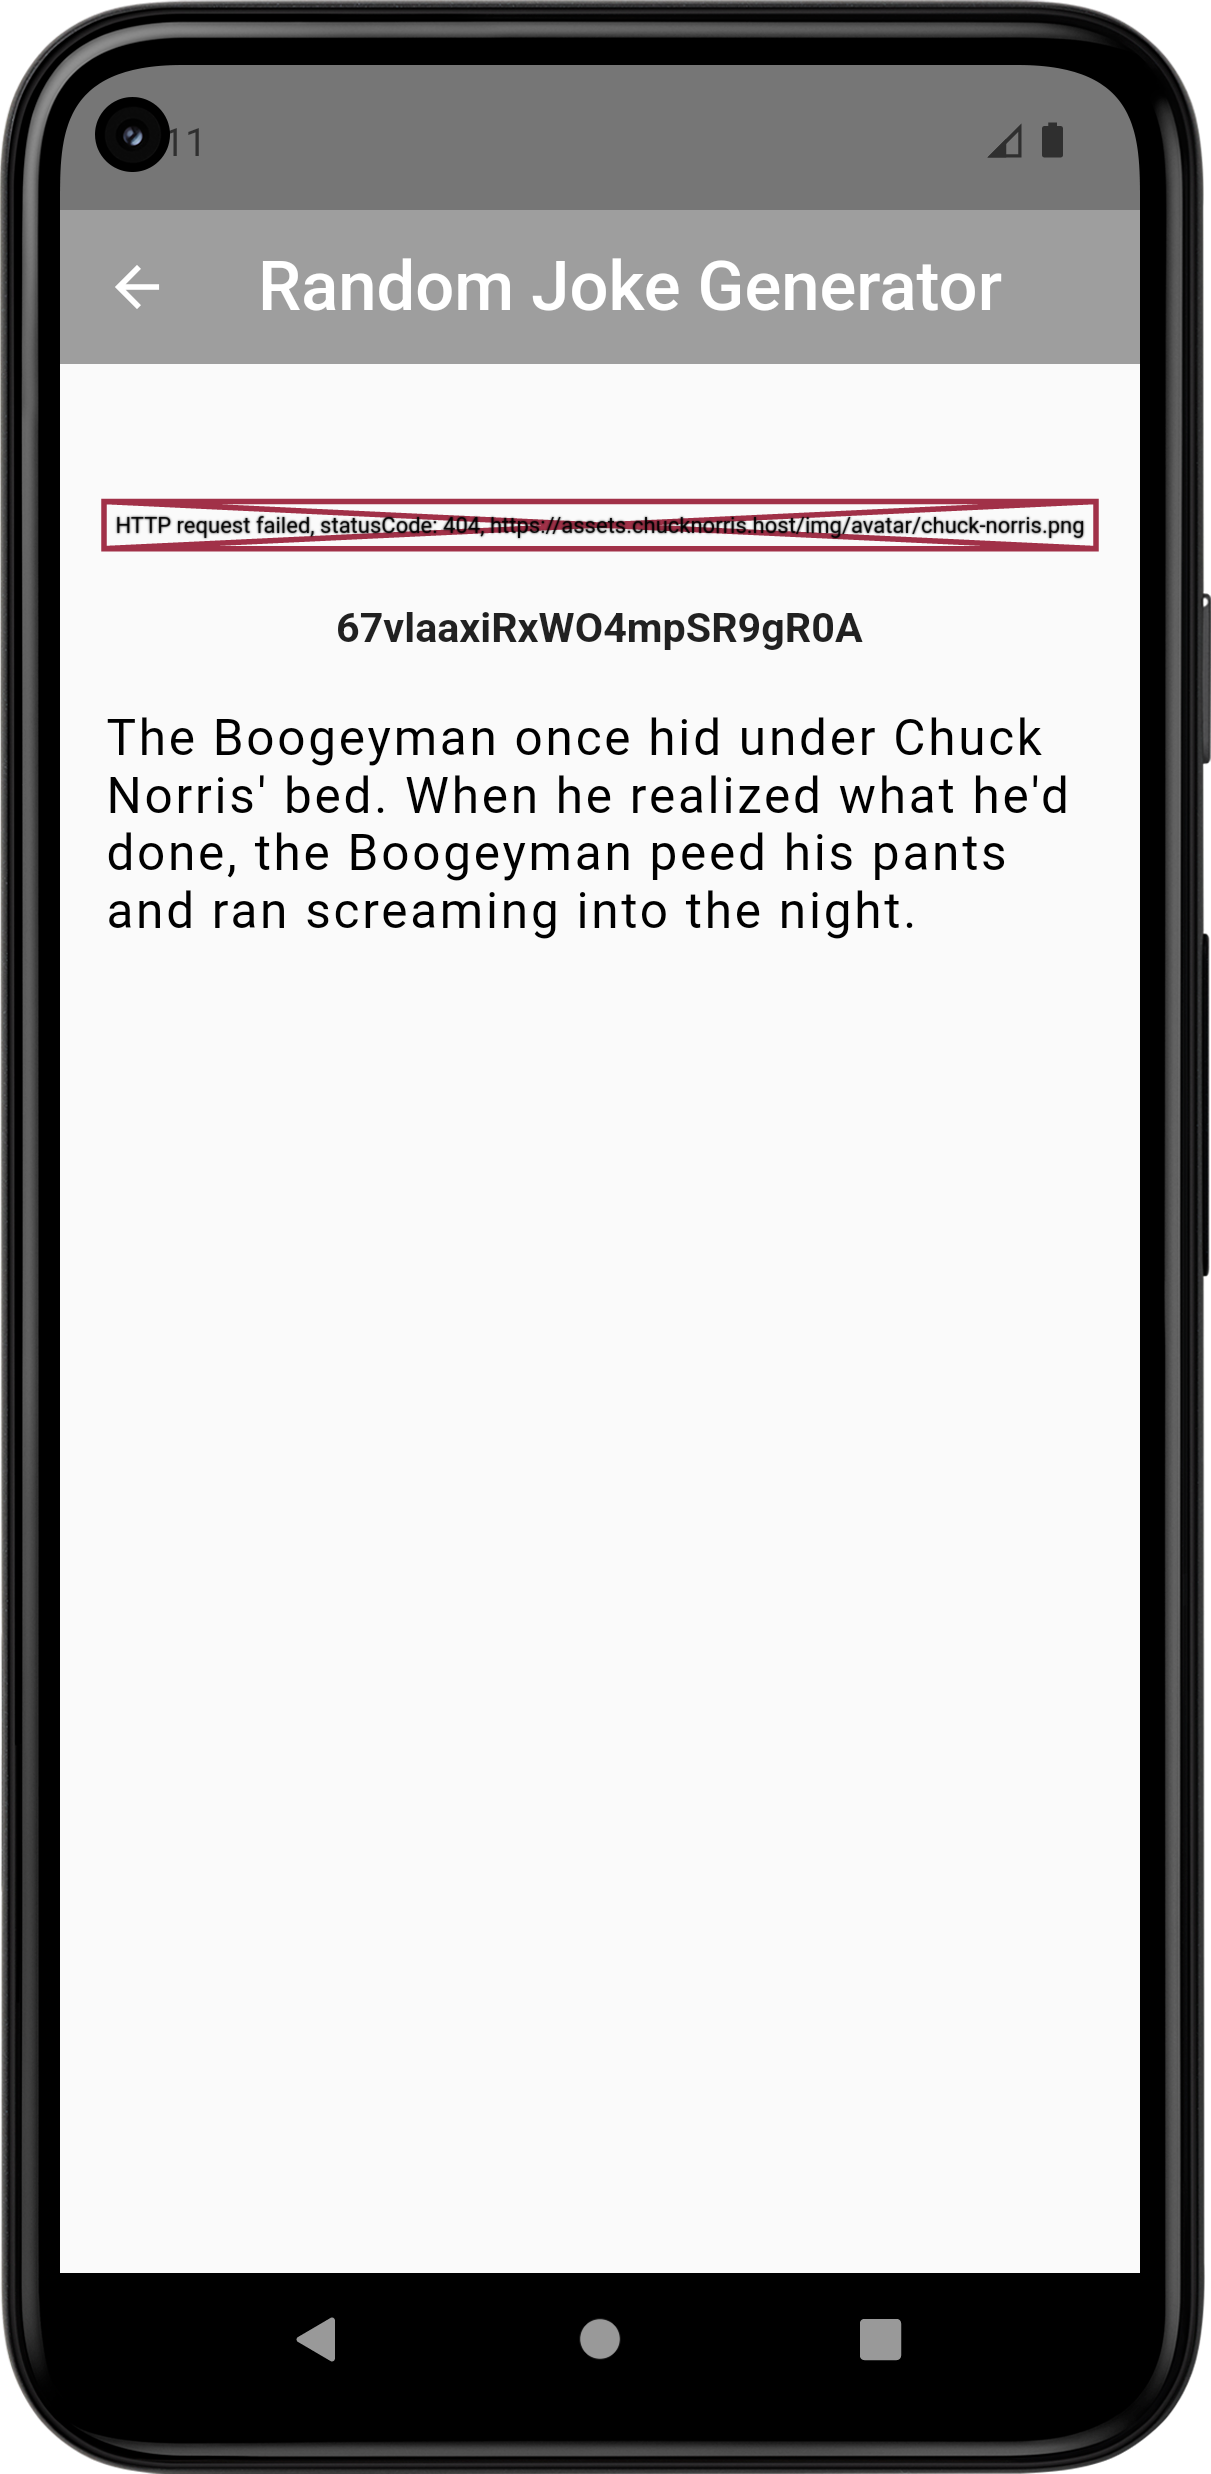 11
Random Joke Generator
HTTP request failed, statusCode: 404, https://assets.chucknorris.host/img/avatar/chuck-norris.png
67vlaaxiRxWO4mpSR9gR0A
The Boogeyman once hid under Chuck
Norris' bed. When he realized what he'd
done, the Boogeyman peed his pants
and ran screaming into the night.